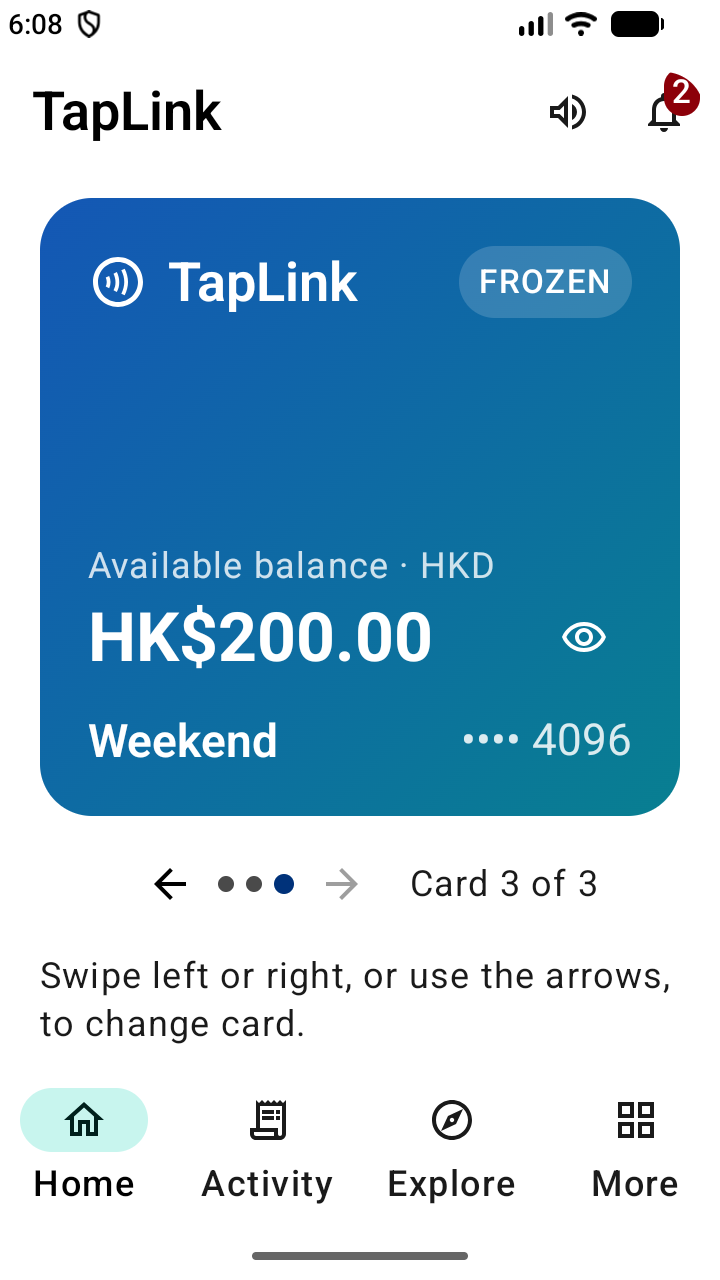 6:08
TapLink
2
TapLink
FROZEN
Available balance · HKD
HK$200.00
Weekend
•••• 4096
Card 3 of 3
Swipe left or right, or use the arrows,
to change card.
Home
Activity
Explore
More